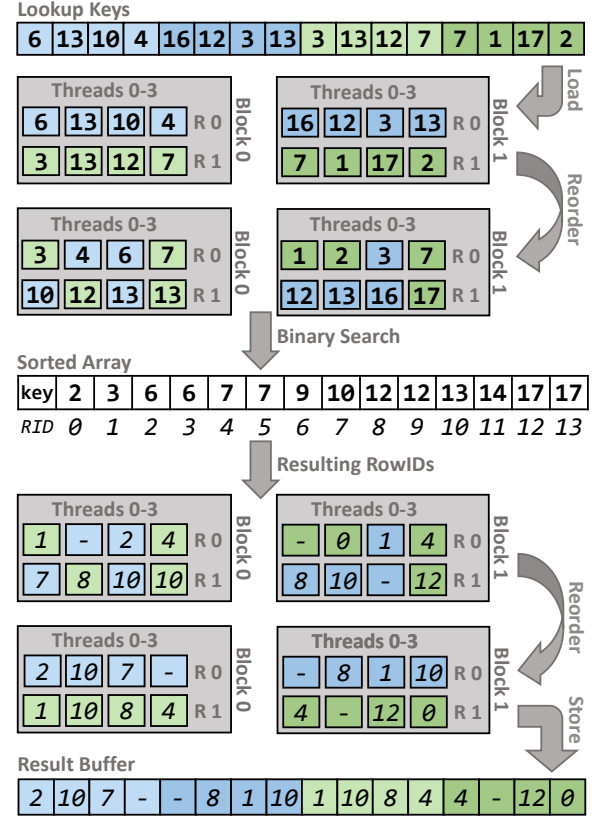 Lookup Keys
6 13 10 4 16 12 3 13 3 13 12 7 7 1 17 2
Load
Threads 0-3 Threads 0-3
6 13 10 4 R 0 16 12 3 13 R 0
3 13 12 7 R 1 7 1 17 2 R 1
Block 0 Block 1
Reorder
Threads 0-3 Threads 0-3
3 4 6 7 R 0 1 2 3 7 R 0
10 12 13 13 R 1 12 13 16 17 R 1
Block 0 Block 1
Binary Search
Sorted Array
key 2 3 6 6 7 7 9 10 12 12 13 14 17 17
RID 0 1 2 3 4 5 6 7 8 9 10 11 12 13
Resulting RowIDs
Threads 0-3 Threads 0-3
1 - 2 4 R 0 - 0 1 4 R 0
7 8 10 10 R 1 8 10 - 12 R 1
Block 0 Block 1
Reorder
Threads 0-3 Threads 0-3
2 10 7 - R 0 - 8 1 10 R 0
1 10 8 4 R 1 4 - 12 0 R 1
Block 0 Block 1
Store
Result Buffer
2 10 7 - - 8 1 10 1 10 8 4 4 - 12 0